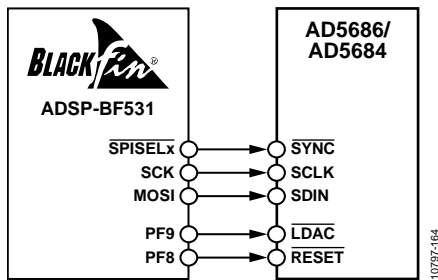 BLACKfin®
ADSP-BF531
AD5686/
AD5684
SPISELx
SYNC
SCK
SCLK
MOSI
SDIN
PF9
LDAC
PF8
RESET
10797-164